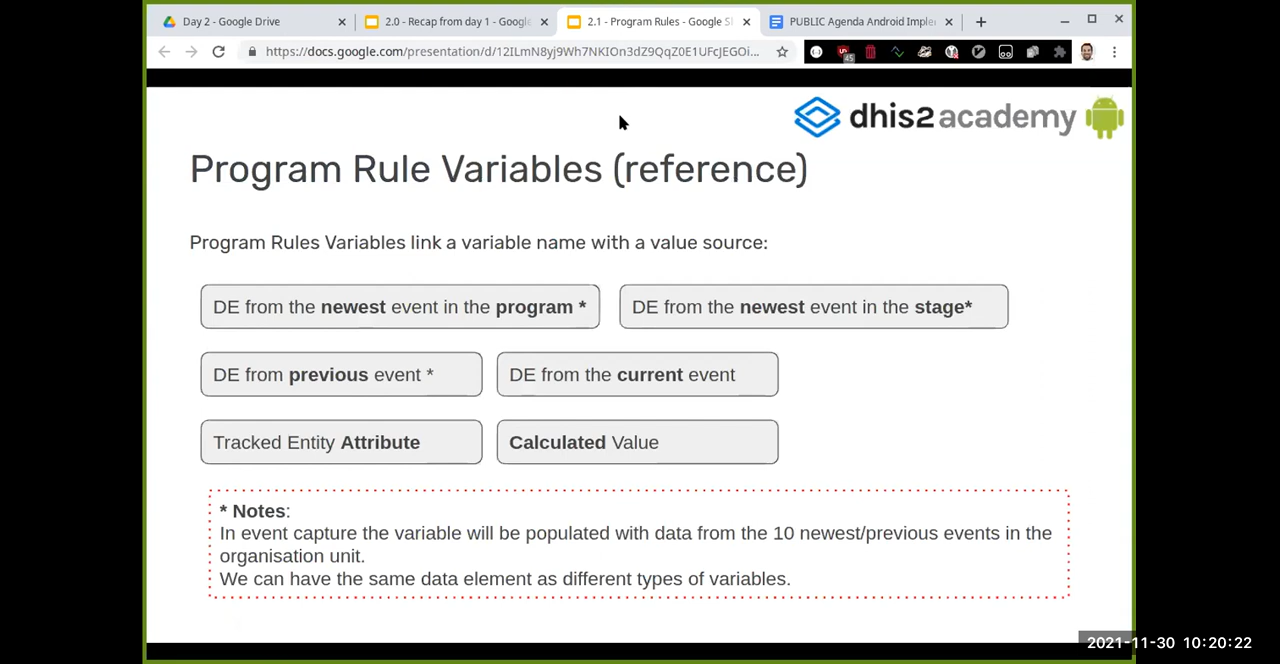 Day 2 - Google Drive
2.0 - Recap from day 1 - Google
2.1 - Program Rules - Google Sl
PUBLIC Agenda Android Imple
https://docs.google.com/presentation/d/12ILmN8yj9Wh7NKIOn3dZ9QqZ0E1UFcJEGOi...
45
dhis2academy
Program Rule Variables (reference)
Program Rules Variables link a variable name with a value source:
DE from the newest event in the program *
DE from the newest event in the stage*
DE from previous event *
DE from the current event
Tracked Entity Attribute
Calculated Value
* Notes:
In event capture the variable will be populated with data from the 10 newest/previous events in the
organisation unit.
We can have the same data element as different types of variables.
2021-11-30 10:20:22